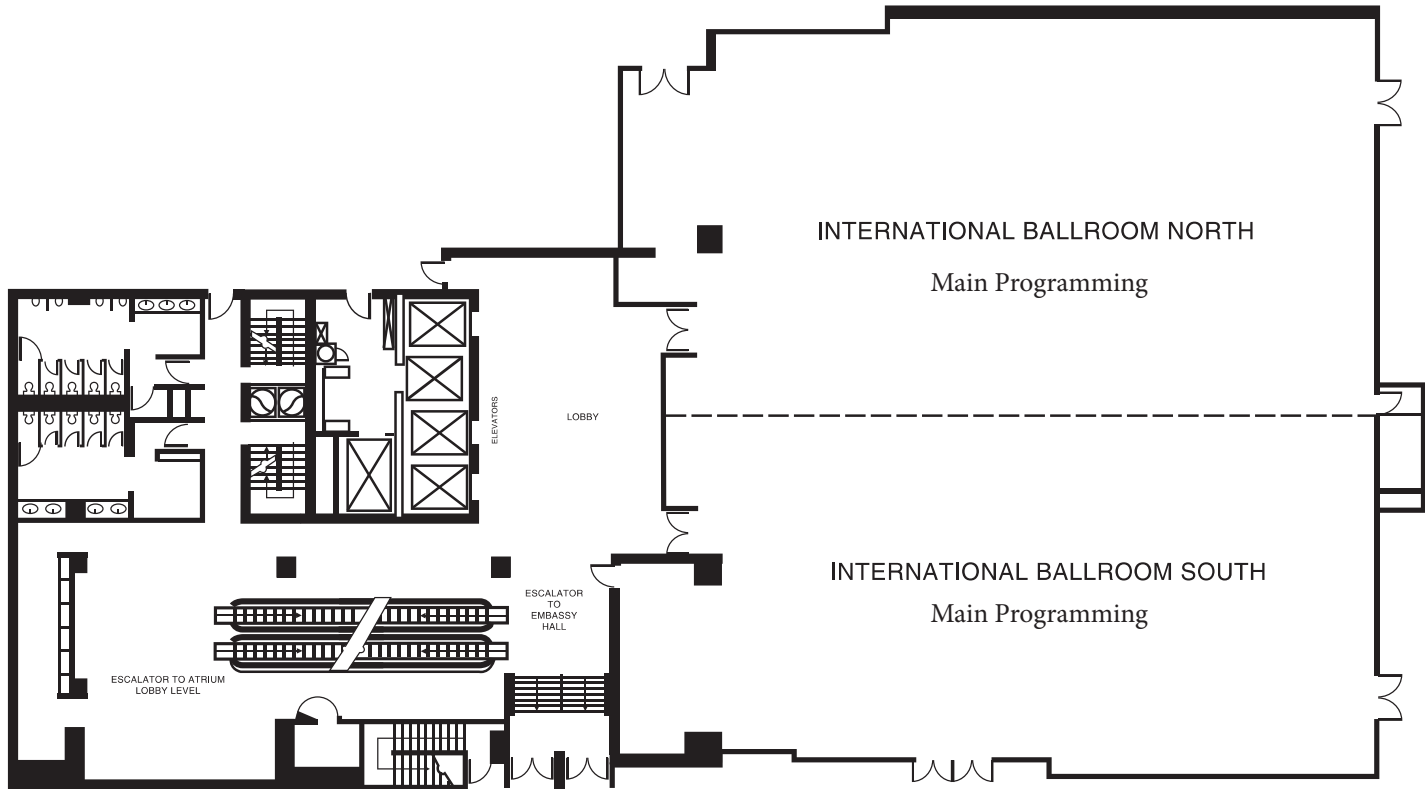 INTERNATIONAL BALLROOM NORTH
Main Programming
ELEVATORS
LOBBY
INTERNATIONAL BALLROOM SOUTH
Main Programming
ESCALATOR
TO
EMBASSY
HALL
ESCALATOR TO ATRIUM
LOBBY LEVEL